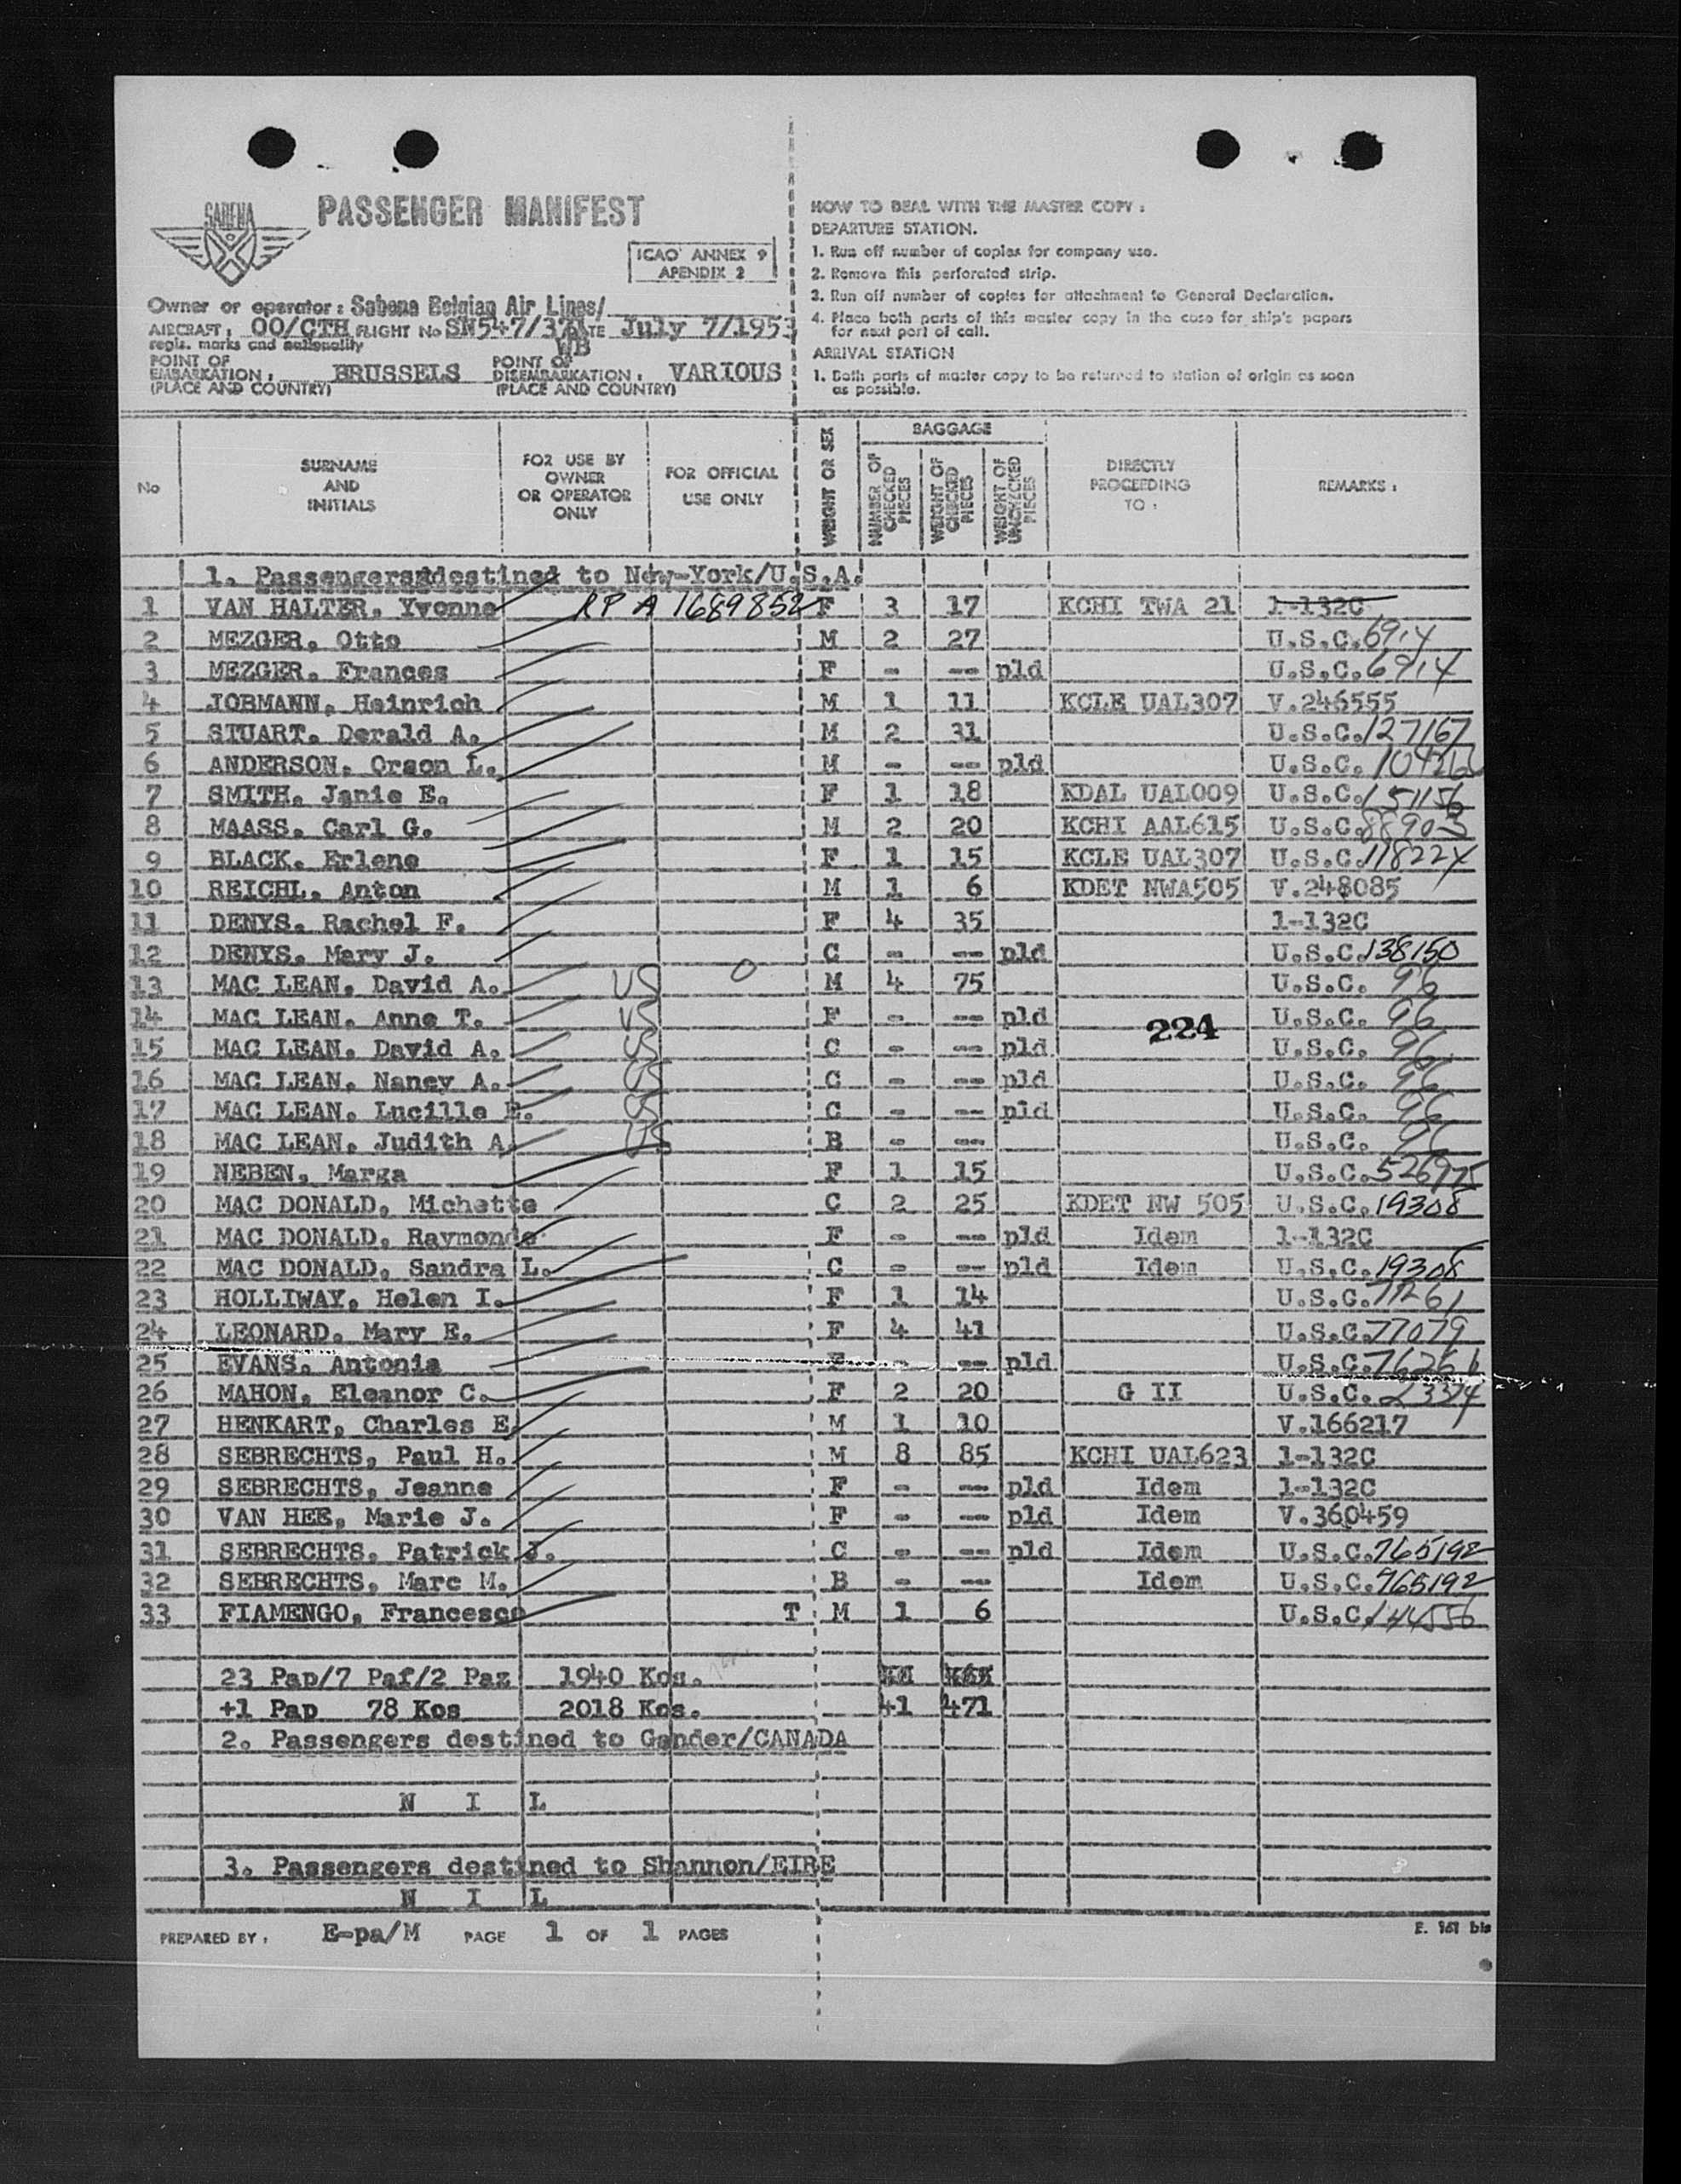 SABENA
PASSENGER MANIFEST
ICAO ANNEX 9
APENDIX 2
Owner or operator: Sabena Belgian Air Lines/
AIRCRAFT: OO/CTH FLIGHT No SN547/ DATE July 7/1953
regis. marks and nationality WB
POINT OF EMBARKATION: BRUSSELS POINT OF DISEMBARKATION: VARIOUS
(PLACE AND COUNTRY) (PLACE AND COUNTRY)
HOW TO DEAL WITH THE MASTER COPY:
DEPARTURE STATION.
1. Run off number of copies for company use.
2. Remove this perforated strip.
3. Run off number of copies for attachment to General Declaration.
4. Place both parts of this master copy in the case for ship's papers
for next port of call.
ARRIVAL STATION
1. Both parts of master copy to be returned to station of origin as soon
as possible.
No SURNAME AND INITIALS FOR USE BY OWNER OR OPERATOR ONLY FOR OFFICIAL USE ONLY WEIGHT OR SEX BAGGAGE NUMBER OF CHECKED PIECES WEIGHT OF CHECKED PIECES WEIGHT OF UNCHECKED PIECES DIRECTLY PROCEEDING TO: REMARKS:
1. Passengers destined to New-York/U.S.A.
1 VAN HALTER, Yvonne RP A 1689852 F 3 17 KCHI TWA 21 1-132C
2 MEZGER, Otto M 2 27 U.S.C. 6914
3 MEZGER, Frances F - -- pld U.S.C. 6914
4 JORMANN, Heinrich M 1 11 KCLE UAL307 V.246555
5 STUART, Derald A. M 2 31 U.S.C. 127167
6 ANDERSON, Orson L. M - -- pld U.S.C.
7 SMITH, Janie E. F 1 18 KDAL UAL009 U.S.C. 151156
8 MAASS, Carl G. M 2 20 KCHI AAL615 U.S.C. 88903
9 BLACK, Erlene F 1 15 KCLE UAL307 U.S.C. 118224
10 REICHL, Anton M 1 6 KDET NWA505 V.248085
11 DENYS, Rachel F. F 4 35 1-132C
12 DENYS, Mary J. C - -- pld U.S.C. 138150
13 MAC LEAN, David A. US O M 4 75 U.S.C. 96
14 MAC LEAN, Anne T. US F - -- pld 224 U.S.C. 96
15 MAC LEAN, David A. US C - -- pld U.S.C. 96
16 MAC LEAN, Nancy A. US C - -- pld U.S.C. 96
17 MAC LEAN, Lucille E. US C - -- pld U.S.C. 96
18 MAC LEAN, Judith A. US B - -- U.S.C. 96
19 NEBEN, Marga F 1 15 U.S.C. 526975
20 MAC DONALD, Michette C 2 25 KDET NW 505 U.S.C. 19308
21 MAC DONALD, Raymonde F - -- pld Idem 1-132C
22 MAC DONALD, Sandra L. C - -- pld Idem U.S.C. 19308
23 HOLLIWAY, Helen I. F 1 14 U.S.C. 77261
24 LEONARD, Mary E. F 4 41 U.S.C. 77079
25 EVANS, Antonia F - -- pld U.S.C.
26 MAHON, Eleanor C. F 2 20 G II U.S.C. 23374
27 HENKART, Charles E. M 1 10 V.166217
28 SEBRECHTS, Paul H. M 8 85 KCHI UAL623 1-132C
29 SEBRECHTS, Jeanne F - -- pld Idem 1-132C
30 VAN HEE, Marie J. F - -- pld Idem V.360459
31 SEBRECHTS, Patrick J. C - -- pld Idem U.S.C. 765192
32 SEBRECHTS, Marc M. B - -- Idem U.S.C. 765192
33 FIAMENGO, Francesco T M 1 6 U.S.C. 144556
23 Pap/7 Paf/2 Paz 1940 Kos.
+1 Pap 78 Kos 2018 Kos. 41 471
2. Passengers destined to Gander/CANADA
N I L
3. Passengers destined to Shannon/EIRE
N I L
PREPARED BY: E-pa/M PAGE 1 OF 1 PAGES
E. 161 bis